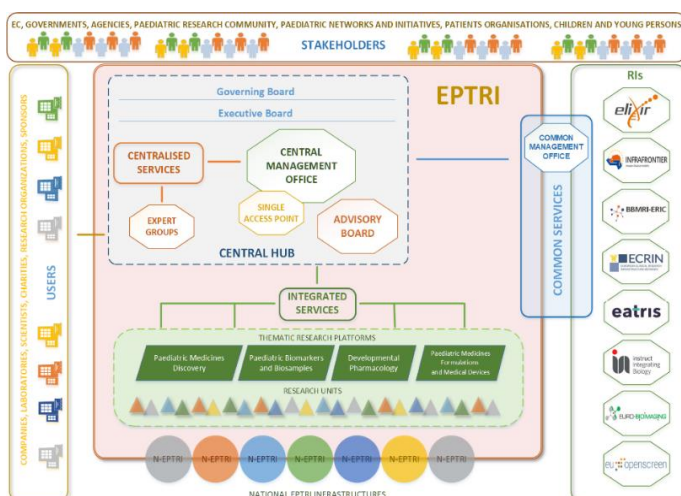 EC, GOVERNMENTS, AGENCIES, PAEDIATRIC RESEARCH COMMUNITY, PAEDIATRIC NETWORKS AND INITIATIVES, PATIENTS ORGANISATIONS, CHILDREN AND YOUNG PERSONS
STAKEHOLDERS
COMPANIES, LABORATORIES, SCIENTISTS, CHARITIES, RESEARCH ORGANIZATIONS, SPONSORS
USERS
EPTRI
Governing Board
Executive Board
CENTRALISED
SERVICES
CENTRAL
MANAGEMENT
OFFICE
EXPERT
GROUPS
SINGLE
ACCESS POINT
ADVISORY
BOARD
CENTRAL HUB
INTEGRATED
SERVICES
THEMATIC RESEARCH PLATFORMS
Paediatric Medicines
Discovery
Paediatric Biomarkers
and Biosamples
Developmental
Pharmacology
Paediatric Medicines
Formulations
and Medical Devices
RESEARCH UNITS
N-EPTRI
N-EPTRI
N-EPTRI
N-EPTRI
N-EPTRI
N-EPTRI
N-EPTRI
NATIONAL EPTRI INFRASTRUCTURES
COMMON
MANAGEMENT
OFFICE
COMMON SERVICES
RIs
elixir
INFRAFRONTIER
BBMRI-ERIC
ECRIN
eatris
Instruct
Integrating
Biology
EURO-BIOIMAGING
eu openscreen